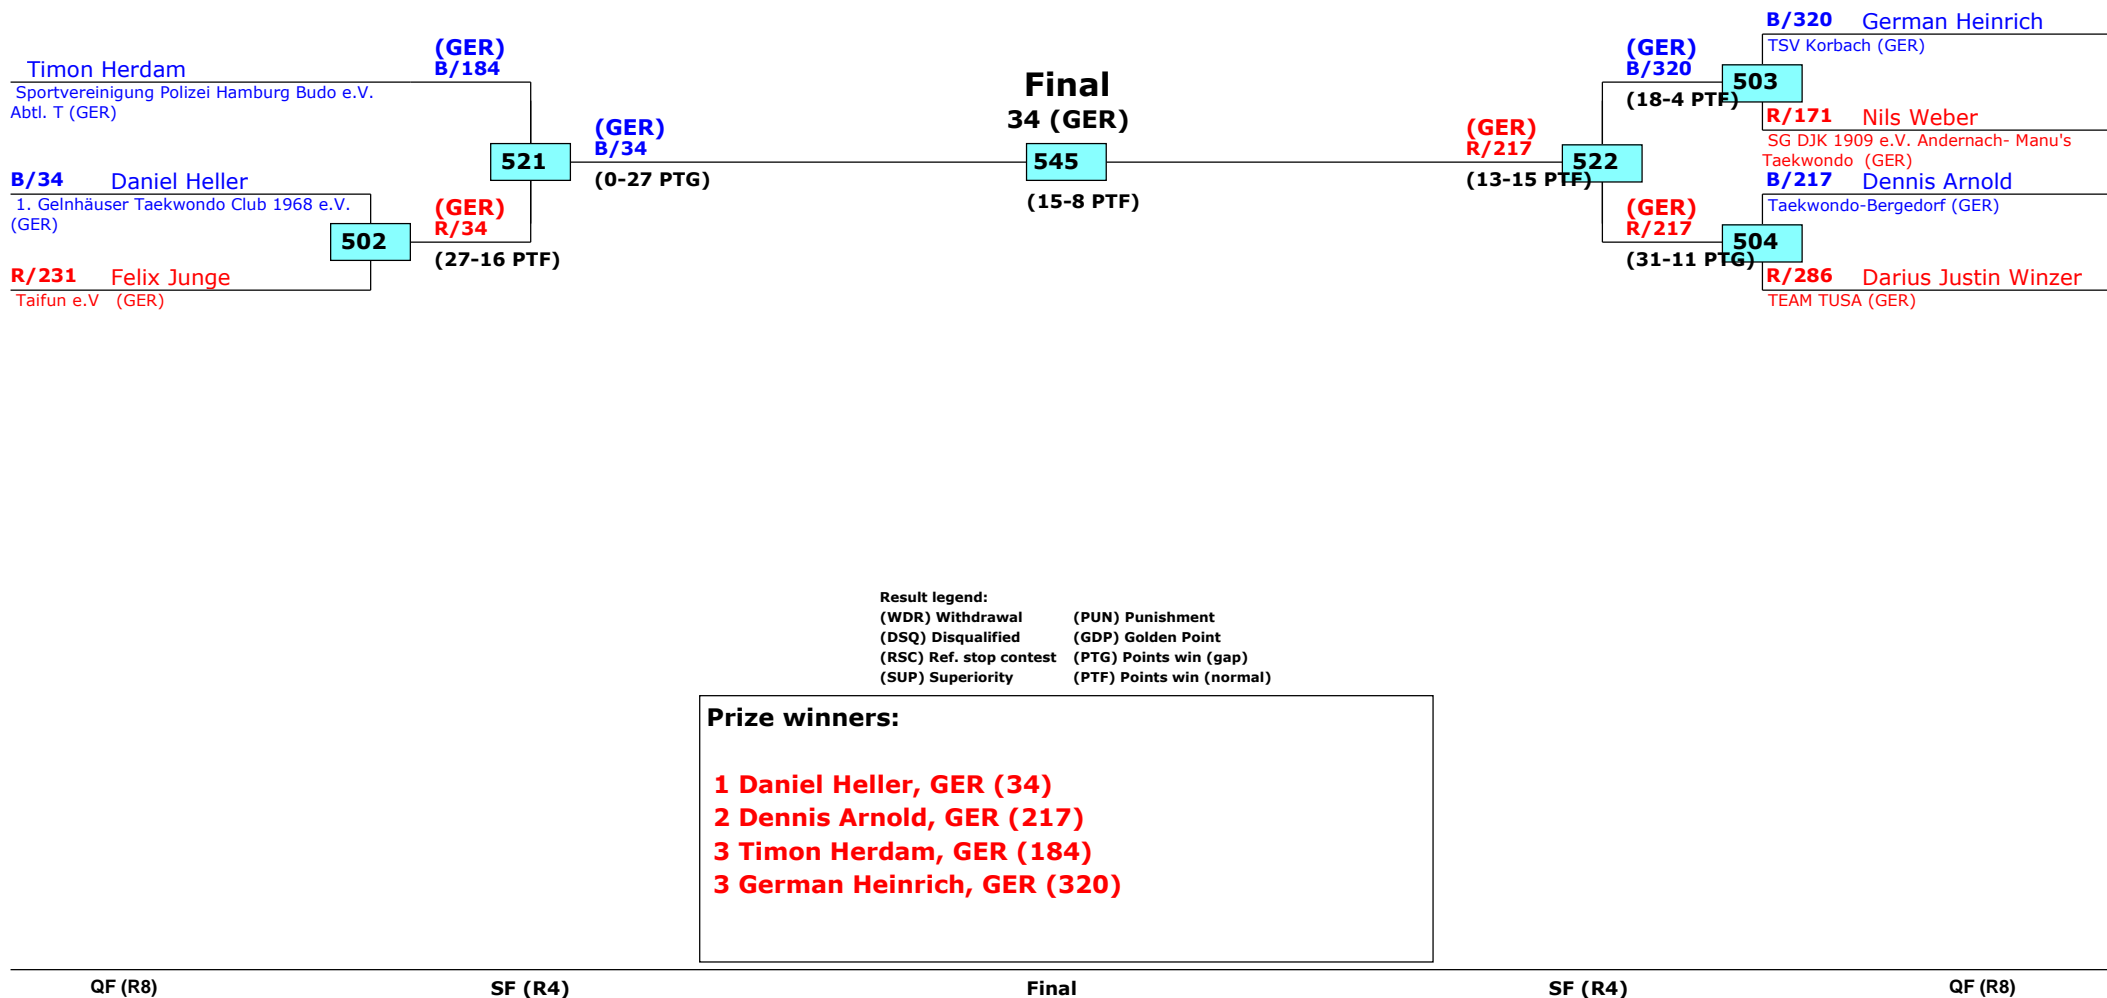 Timon Herdam
Sportvereinigung Polizei Hamburg Budo e.V.
Abtl. T (GER)
B/34 Daniel Heller
1. Gelnhäuser Taekwondo Club 1968 e.V.
(GER)
R/231 Felix Junge
Taifun e.V (GER)
502
(GER)
B/184
(GER)
R/34
(27-16 PTF)
521
(GER)
B/34
(0-27 PTG)
Final
34 (GER)
545
(15-8 PTF)
(GER)
R/217
(13-15 PTF)
522
(GER)
B/320
(18-4 PTF)
(GER)
R/217
(31-11 PTG)
503
504
B/320 German Heinrich
TSV Korbach (GER)
R/171 Nils Weber
SG DJK 1909 e.V. Andernach- Manu's
Taekwondo (GER)
B/217 Dennis Arnold
Taekwondo-Bergedorf (GER)
R/286 Darius Justin Winzer
TEAM TUSA (GER)
Result legend:
(WDR) Withdrawal (PUN) Punishment
(DSQ) Disqualified (GDP) Golden Point
(RSC) Ref. stop contest (PTG) Points win (gap)
(SUP) Superiority (PTF) Points win (normal)
Prize winners:
1 Daniel Heller, GER (34)
2 Dennis Arnold, GER (217)
3 Timon Herdam, GER (184)
3 German Heinrich, GER (320)
QF (R8) SF (R4) Final SF (R4) QF (R8)